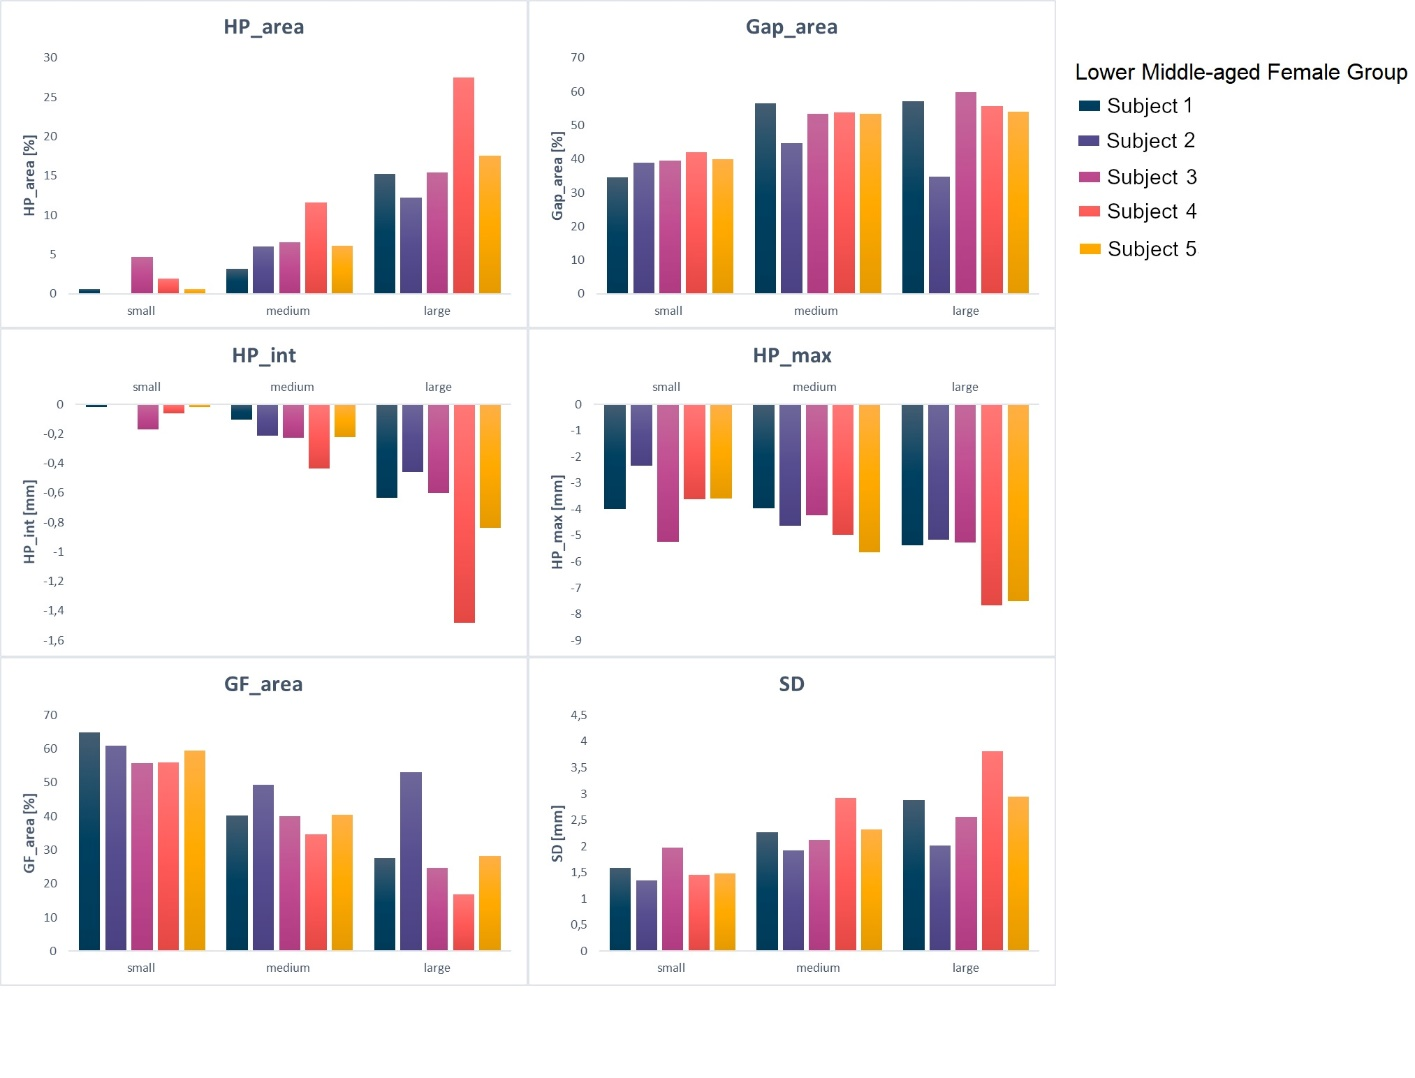 HP_area
30
25
20
15
10
5
0
HP_area [%]
small medium large
Gap_area
70
60
50
40
30
20
10
0
Gap_area [%]
small medium large
Lower Middle-aged Female Group
Subject 1
Subject 2
Subject 3
Subject 4
Subject 5
HP_int
small medium large
0
-0,2
-0,4
-0,6
-0,8
-1
-1,2
-1,4
-1,6
HP_int [mm]
HP_max
small medium large
0
-1
-2
-3
-4
-5
-6
-7
-8
-9
HP_max [mm]
GF_area
70
60
50
40
30
20
10
0
GF_area [%]
small medium large
SD
4,5
4
3,5
3
2,5
2
1,5
1
0,5
0
SD [mm]
small medium large